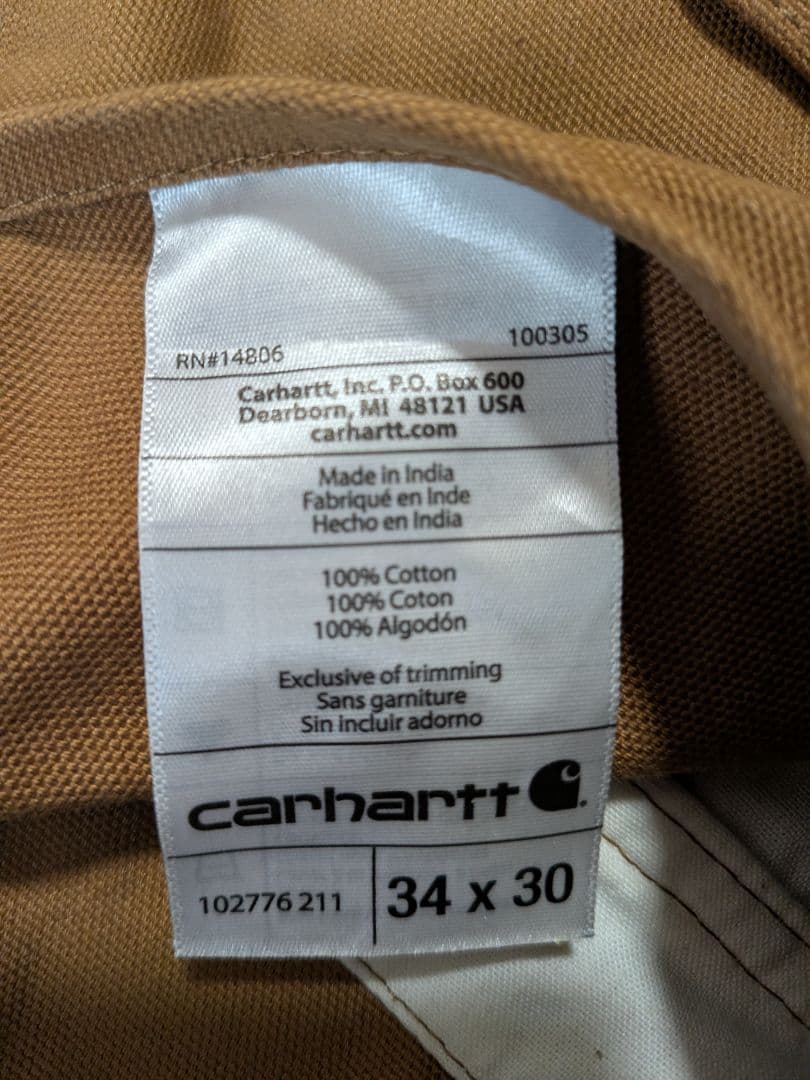 RN#14806 100305
Carhartt, Inc. P.O. Box 600
Dearborn, MI 48121 USA
carhartt.com
Made in India
Fabriqué en Inde
Hecho en India
100% Cotton
100% Coton
100% Algodón
Exclusive of trimming
Sans garniture
Sin incluir adorno
carhartt
102776 211 34 x 30